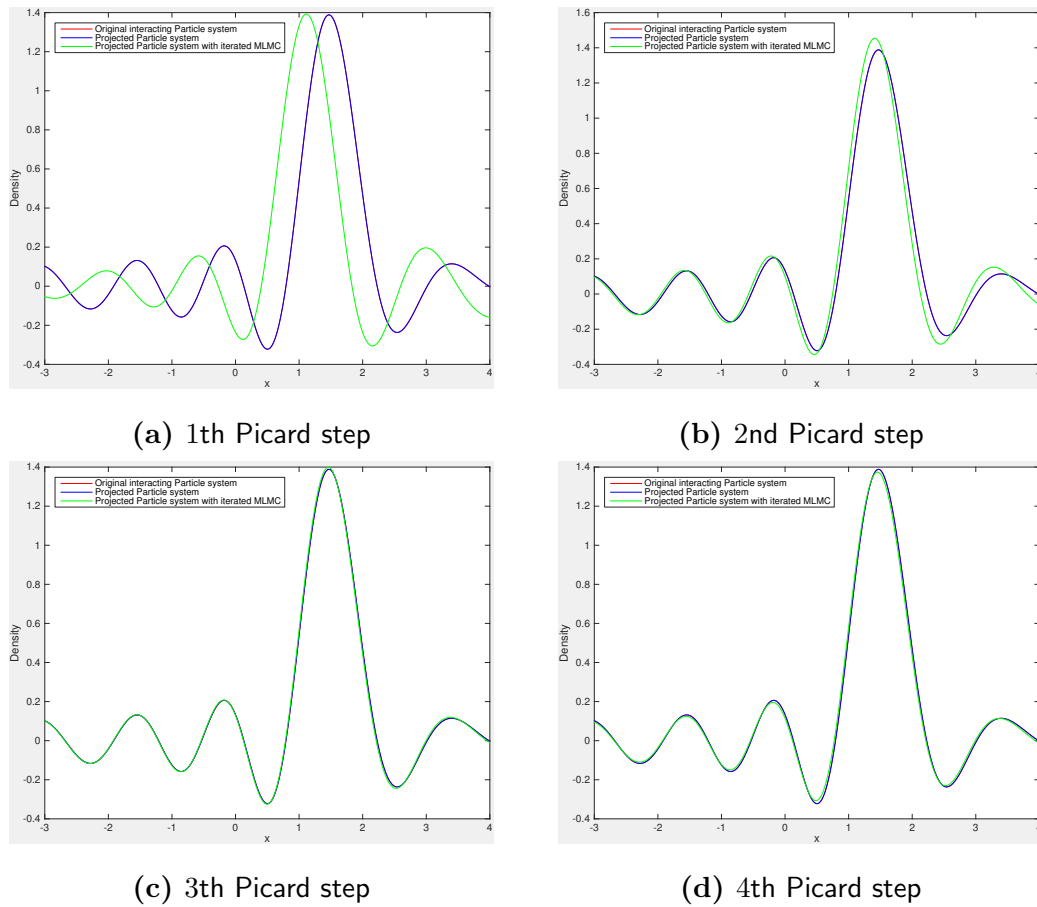 1.4
1.2
1
0.8
0.6
0.4
0.2
0
-0.2
-0.4
Density
Original interacting Particle system
Projected Particle system
Projected Particle system with iterated MLMC
-3 -2 -1 0 1 2 3 4
x
(a) 1th Picard step
1.6
1.4
1.2
1
0.8
0.6
0.4
0.2
0
-0.2
-0.4
Density
Original interacting Particle system
Projected Particle system
Projected Particle system with iterated MLMC
-3 -2 -1 0 1 2 3
x
(b) 2nd Picard step
1.4
1.2
1
0.8
0.6
0.4
0.2
0
-0.2
-0.4
Density
Original interacting Particle system
Projected Particle system
Projected Particle system with iterated MLMC
-3 -2 -1 0 1 2 3 4
x
(c) 3th Picard step
1.4
1.2
1
0.8
0.6
0.4
0.2
0
-0.2
-0.4
Density
Original interacting Particle system
Projected Particle system
Projected Particle system with iterated MLMC
-3 -2 -1 0 1 2 3
x
(d) 4th Picard step